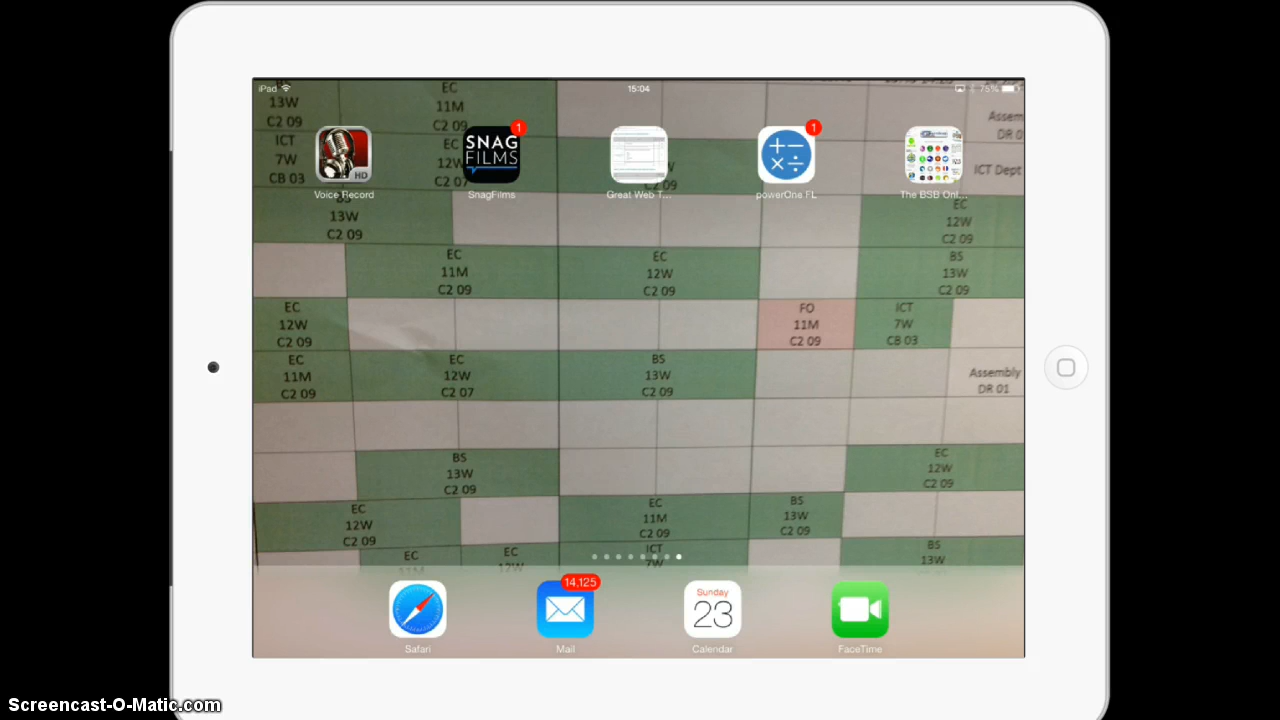 iPad
15:04
75%
BS
13W
C2 09
EC
11M
C2 09
Assem
DR 0
ICT
7W
CB 03
EC
12W
C2 07
C2 09
ICT Dept
HD
1
SNAG
FILMS
1
Voice Record
SnagFilms
Great Web T...
powerOne FL
The BSB Onl...
13W
C2 09
EC
12W
C2 09
EC
11M
C2 09
EC
12W
C2 09
BS
13W
C2 09
EC
12W
C2 09
FO
11M
C2 09
ICT
7W
CB 03
EC
11M
C2 09
EC
12W
C2 07
BS
13W
C2 09
Assembly
DR 01
BS
13W
C2 09
EC
12W
C2 09
EC
12W
C2 09
EC
11M
C2 09
BS
13W
C2 09
EC
11M
EC
12W
ICT
7W
BS
13W
14,125
Sunday
23
Safari
Mail
Calendar
FaceTime
Screencast-O-Matic.com